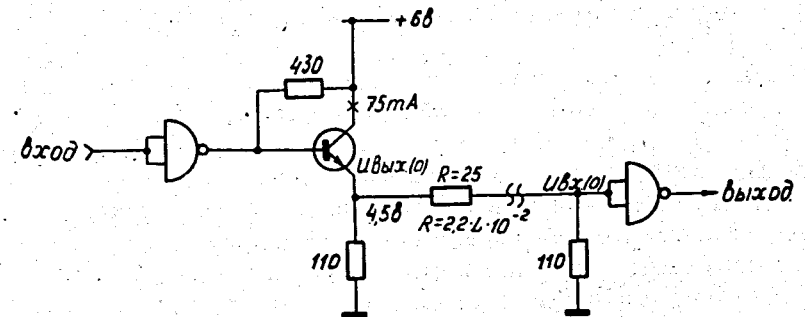 +6в
430
75mA
вход
Uвых(0)
R=25
Uвх(0)
выход
4,5в
R=2,2·L·10⁻²
110
110